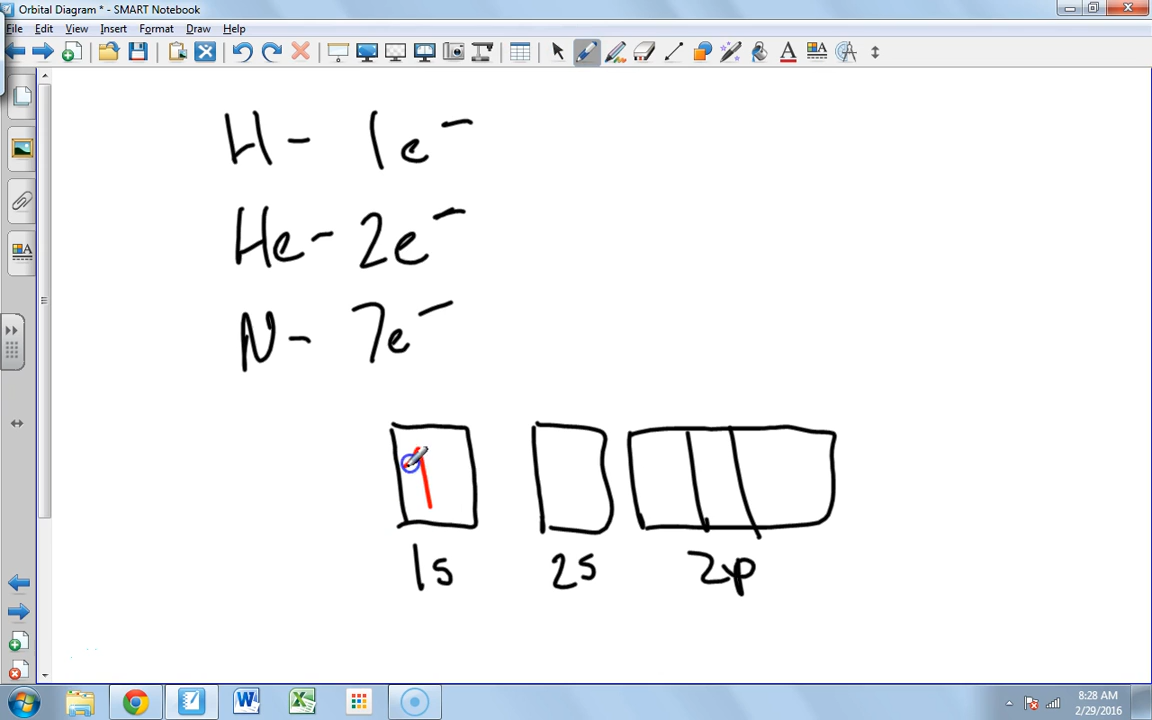 Orbital Diagram * - SMART Notebook
File Edit View Insert Format Draw Help
H - 1e⁻
He - 2e⁻
N - 7e⁻
1s 2s 2p
8:28 AM
2/29/2016